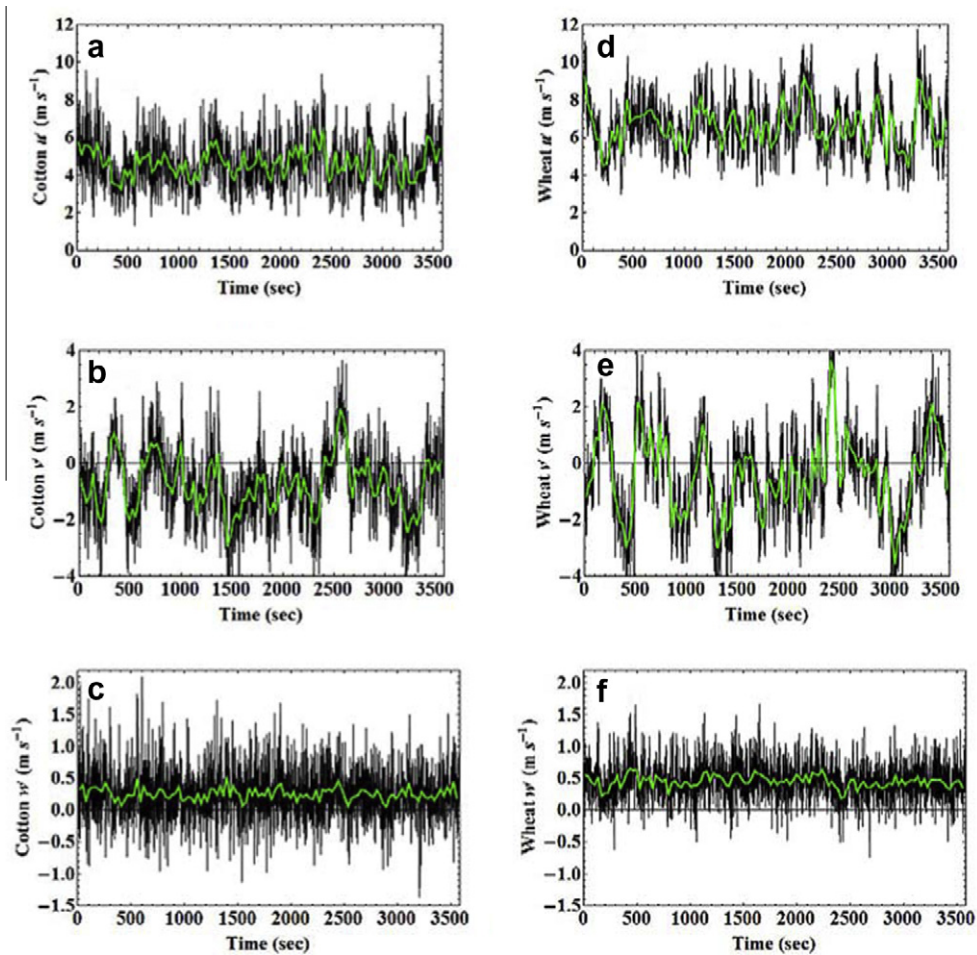 a
Cotton u' (m s⁻¹)
12
10
8
6
4
2
0
0 500 1000 1500 2000 2500 3000 3500
Time (sec)
d
Wheat u' (m s⁻¹)
12
10
8
6
4
2
0
0 500 1000 1500 2000 2500 3000 3500
Time (sec)
b
Cotton v' (m s⁻¹)
4
2
0
−2
−4
0 500 1000 1500 2000 2500 3000 3500
Time (sec)
e
Wheat v' (m s⁻¹)
4
2
0
−2
−4
0 500 1000 1500 2000 2500 3000 3500
Time (sec)
c
Cotton w' (m s⁻¹)
2.0
1.5
1.0
0.5
0.0
−0.5
−1.0
−1.5
0 500 1000 1500 2000 2500 3000 3500
Time (sec)
f
Wheat w' (m s⁻¹)
2.0
1.5
1.0
0.5
0.0
−0.5
−1.0
−1.5
0 500 1000 1500 2000 2500 3000 3500
Time (sec)